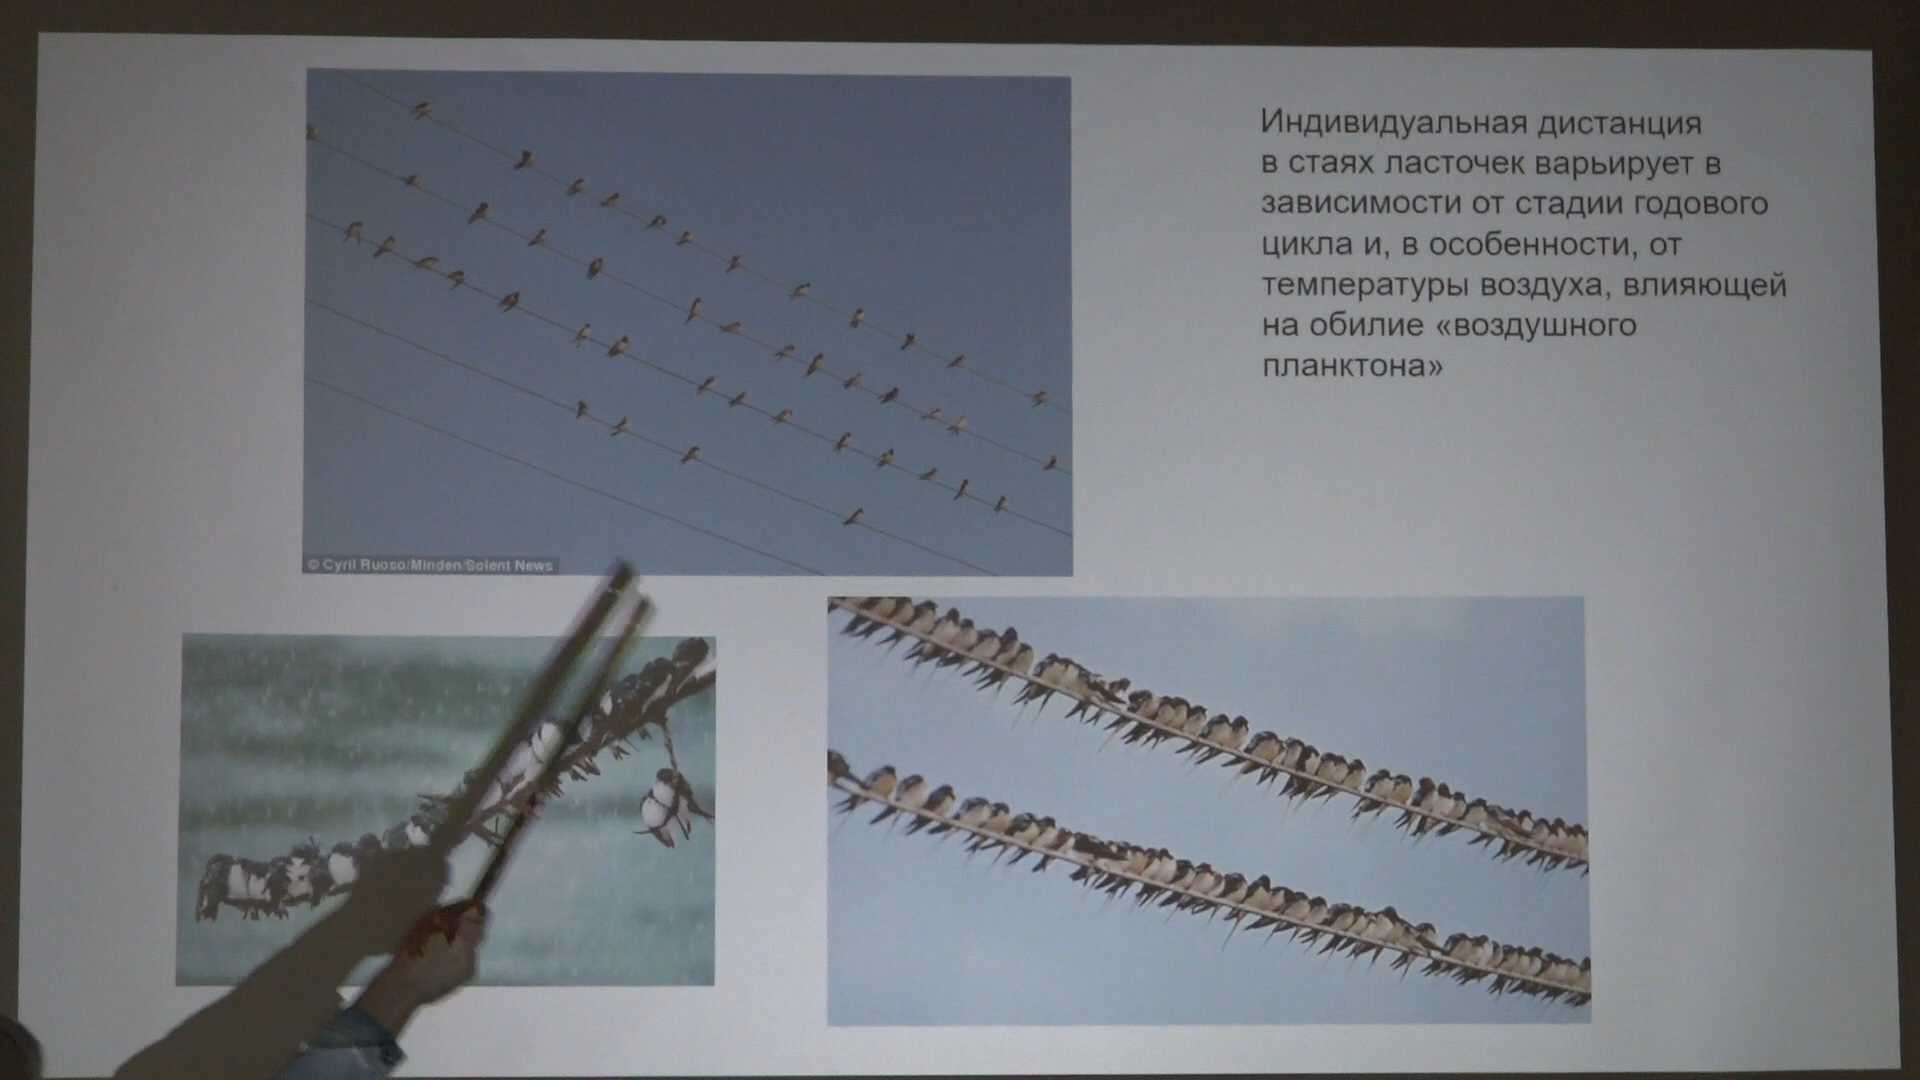 Индивидуальная дистанция
в стаях ласточек варьирует в
зависимости от стадии годового
цикла и, в особенности, от
температуры воздуха, влияющей
на обилие «воздушного
планктона»
© Cyril Ruoso/Minden/Solent News